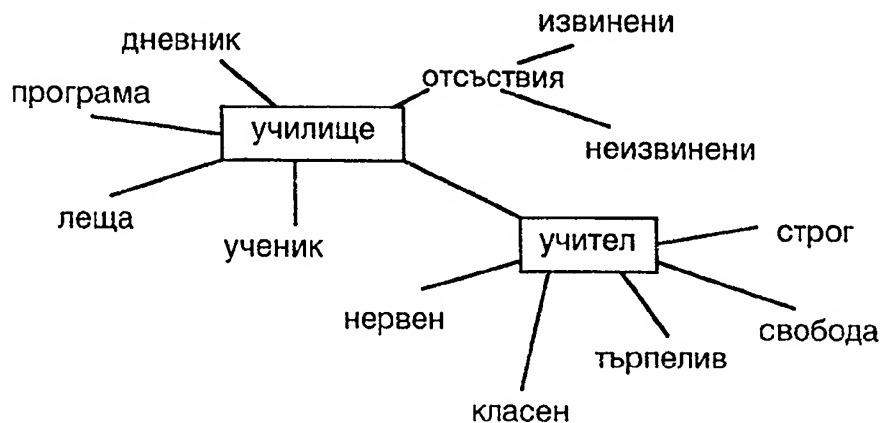 извинени
дневник
отсъствия
програма
училище
неизвинени
леща
ученик
учител
строг
нервен
свобода
търпелив
класен